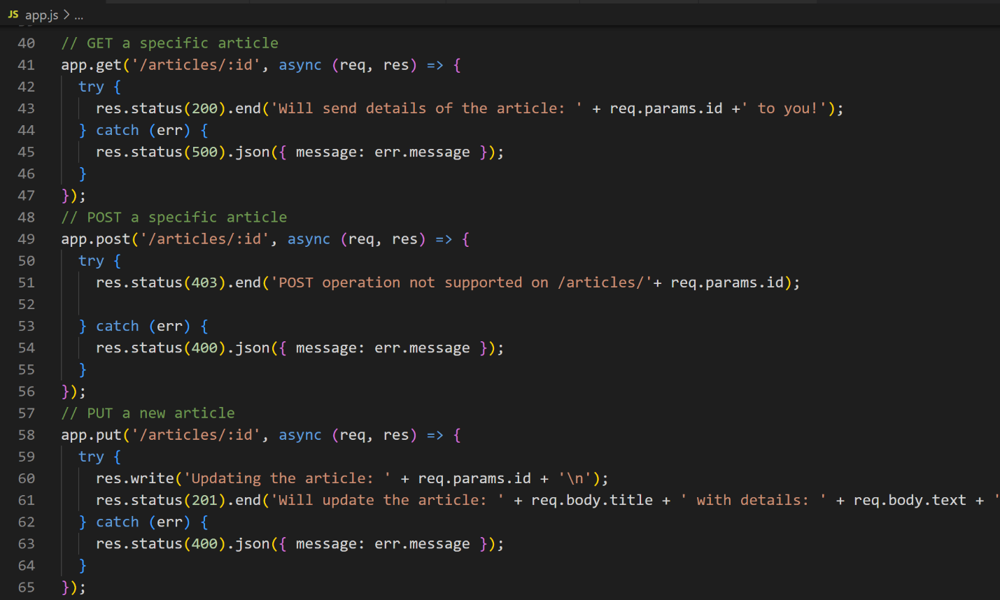 JS app.js > ...
40 // GET a specific article
41 app.get('/articles/:id', async (req, res) => {
42   try {
43     res.status(200).end('Will send details of the article: ' + req.params.id +' to you!');
44   } catch (err) {
45     res.status(500).json({ message: err.message });
46   }
47 });
48 // POST a specific article
49 app.post('/articles/:id', async (req, res) => {
50   try {
51     res.status(403).end('POST operation not supported on /articles/'+ req.params.id);
52
53   } catch (err) {
54     res.status(400).json({ message: err.message });
55   }
56 });
57 // PUT a new article
58 app.put('/articles/:id', async (req, res) => {
59   try {
60     res.write('Updating the article: ' + req.params.id + '\n');
61     res.status(201).end('Will update the article: ' + req.body.title + ' with details: ' + req.body.text + '
62   } catch (err) {
63     res.status(400).json({ message: err.message });
64   }
65 });